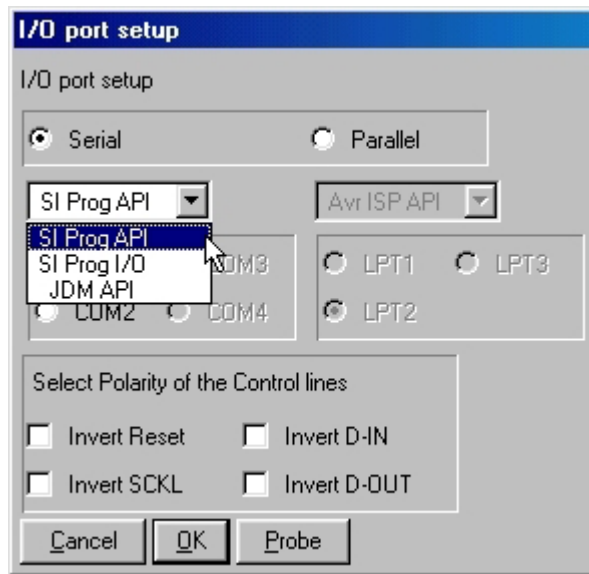 I/O port setup
I/O port setup
Serial Parallel
SI Prog API Avr ISP API
SI Prog API
SI Prog I/O COM3 LPT1 LPT3
JDM API
COM2 COM4 LPT2
Select Polarity of the Control lines
Invert Reset Invert D-IN
Invert SCKL Invert D-OUT
Cancel OK Probe